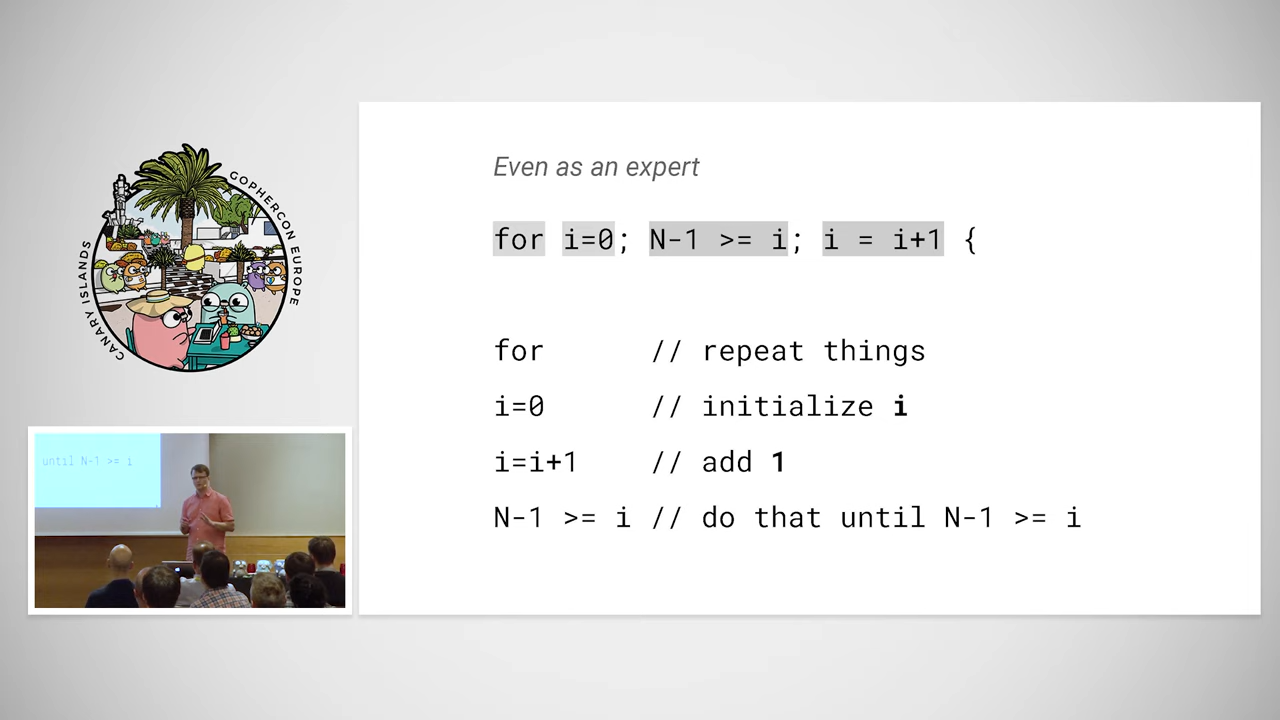 GOPHERCON EUROPE
CANARY ISLANDS
until N-1 >= i
Even as an expert
for i=0; N-1 >= i; i = i+1 {
for // repeat things
i=0 // initialize i
i=i+1 // add 1
N-1 >= i // do that until N-1 >= i